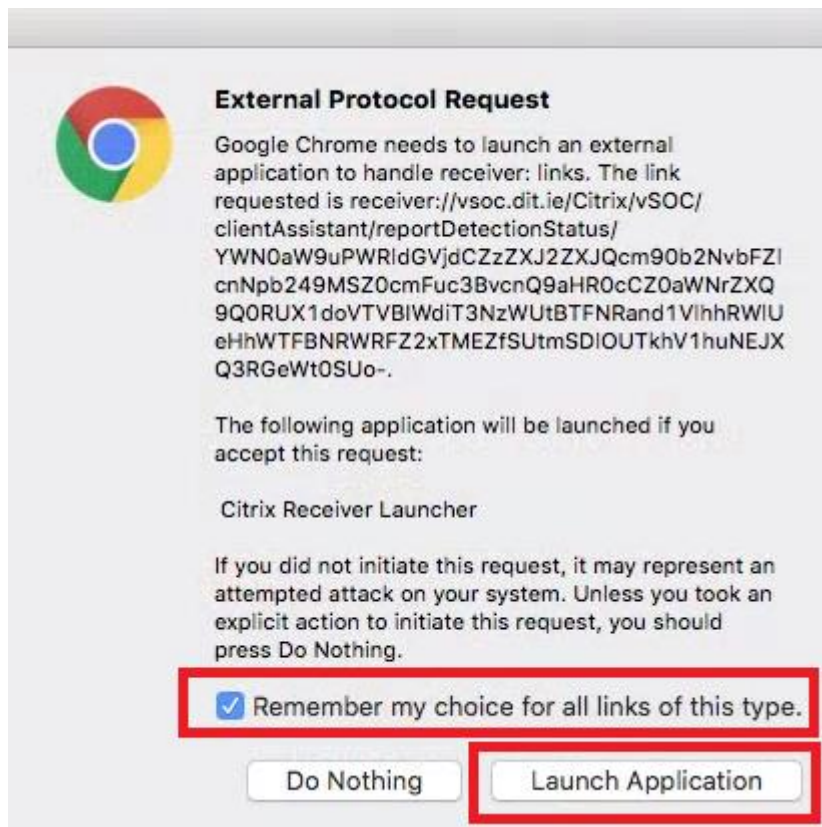 External Protocol Request
Google Chrome needs to launch an external
application to handle receiver: links. The link
requested is receiver://vsoc.dit.ie/Citrix/vSOC/
clientAssistant/reportDetectionStatus/
YWN0aW9uPWRldGVjdCZzZXJ2ZXJQcm90b2NvbFZl
cnNpb249MSZ0cmFuc3BvcnQ9aHR0cCZ0aWNrZXQ
9Q0RUX1doVTVBlWdiT3NzWUtBTFNRand1VlhhRWlU
eHhWTFBNRWRFZ2xTMEZfSUtmSDlOUTkhV1huNEJX
Q3RGeWt0SUo-.
The following application will be launched if you
accept this request:
Citrix Receiver Launcher
If you did not initiate this request, it may represent an
attempted attack on your system. Unless you took an
explicit action to initiate this request, you should
press Do Nothing.
Remember my choice for all links of this type.
Do Nothing Launch Application